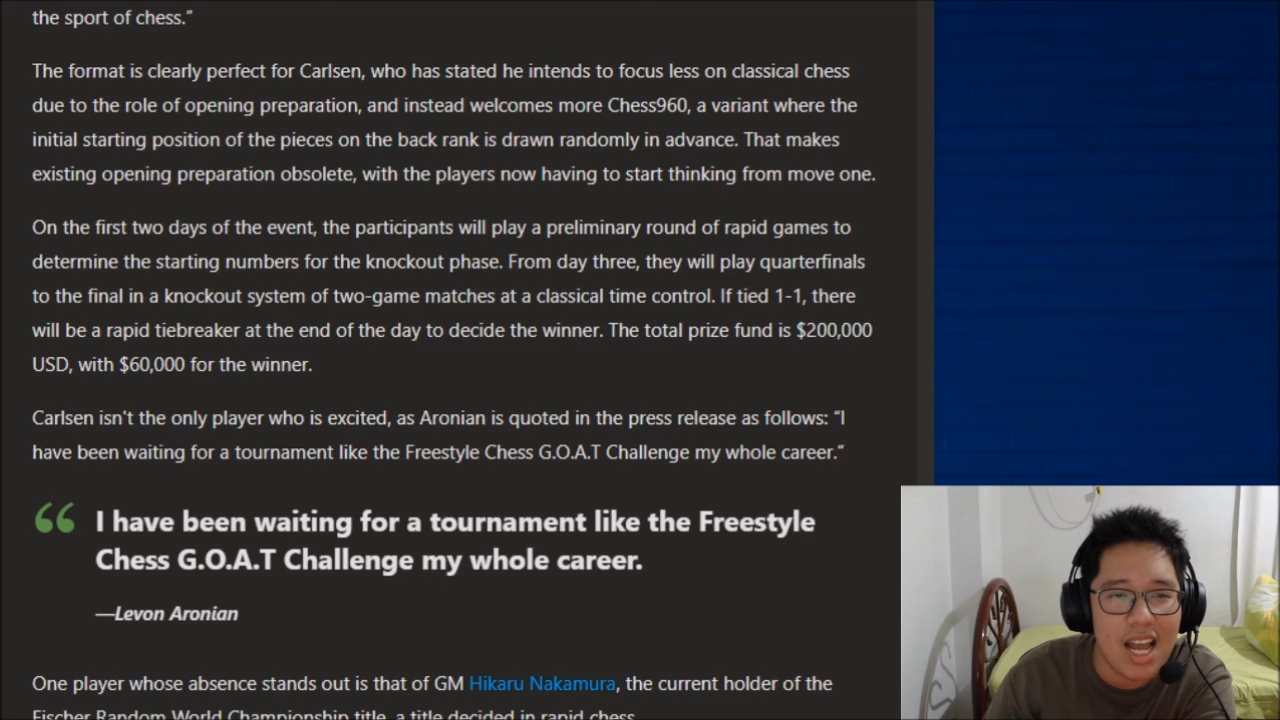 the sport of chess.”
The format is clearly perfect for Carlsen, who has stated he intends to focus less on classical chess
due to the role of opening preparation, and instead welcomes more Chess960, a variant where the
initial starting position of the pieces on the back rank is drawn randomly in advance. That makes
existing opening preparation obsolete, with the players now having to start thinking from move one.
On the first two days of the event, the participants will play a preliminary round of rapid games to
determine the starting numbers for the knockout phase. From day three, they will play quarterfinals
to the final in a knockout system of two-game matches at a classical time control. If tied 1-1, there
will be a rapid tiebreaker at the end of the day to decide the winner. The total prize fund is $200,000
USD, with $60,000 for the winner.
Carlsen isn't the only player who is excited, as Aronian is quoted in the press release as follows: “I
have been waiting for a tournament like the Freestyle Chess G.O.A.T Challenge my whole career.”
“ I have been waiting for a tournament like the Freestyle
Chess G.O.A.T Challenge my whole career.
—Levon Aronian
One player whose absence stands out is that of GM Hikaru Nakamura, the current holder of the
Fischer Random World Championship title, a title decided in rapid chess.